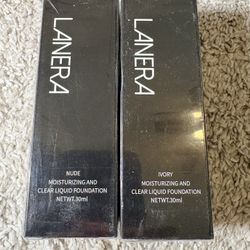 LANERA
NUDE
MOISTURIZING AND
CLEAR LIQUID FOUNDATION
NETWT.30ml
LANERA
IVORY
MOISTURIZING AND
CLEAR LIQUID FOUNDATION
NETWT.30ml